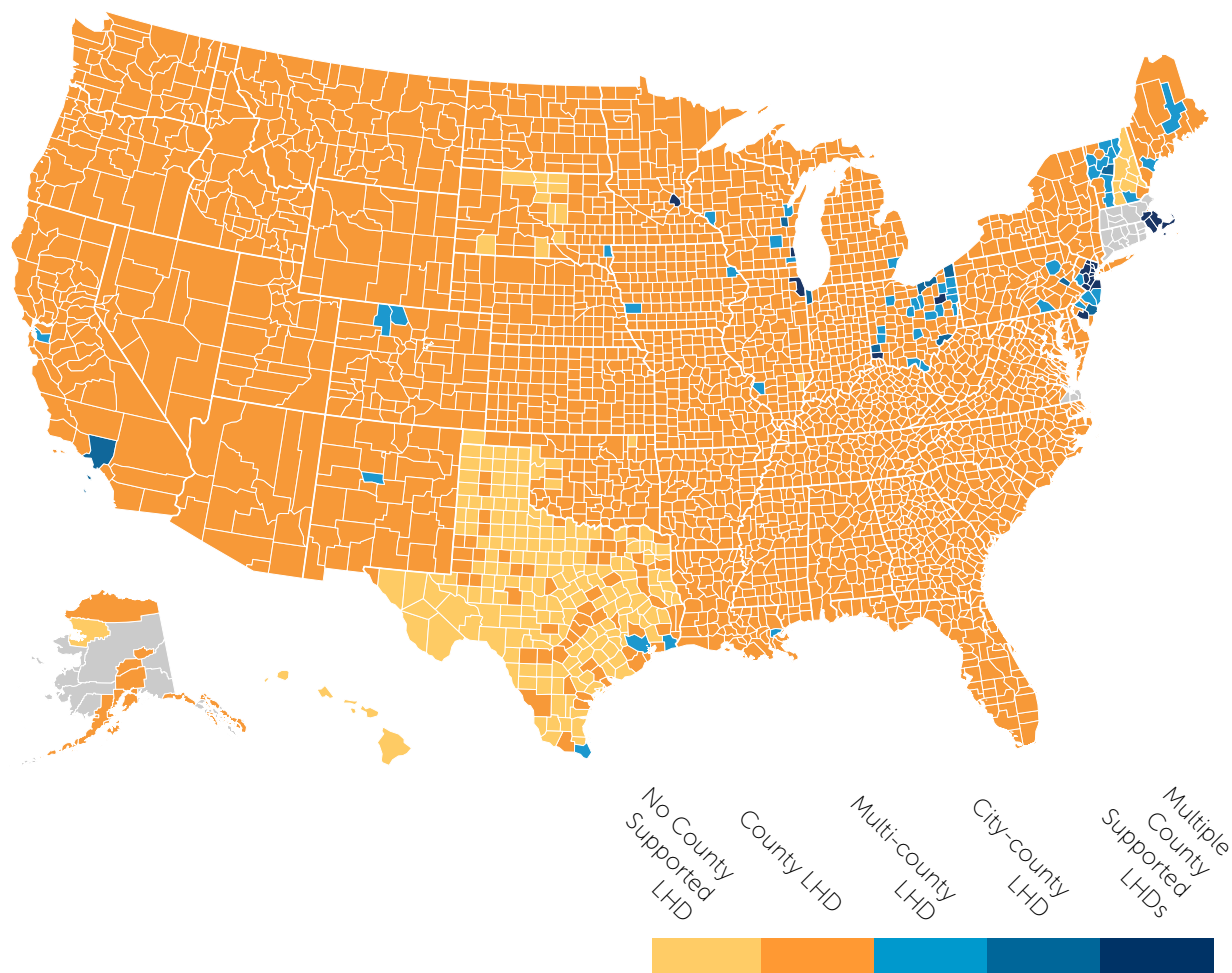 No County
Supported
LHD
County LHD
Multi-county
LHD
City-county
LHD
Multiple
County
Supported
LHDs